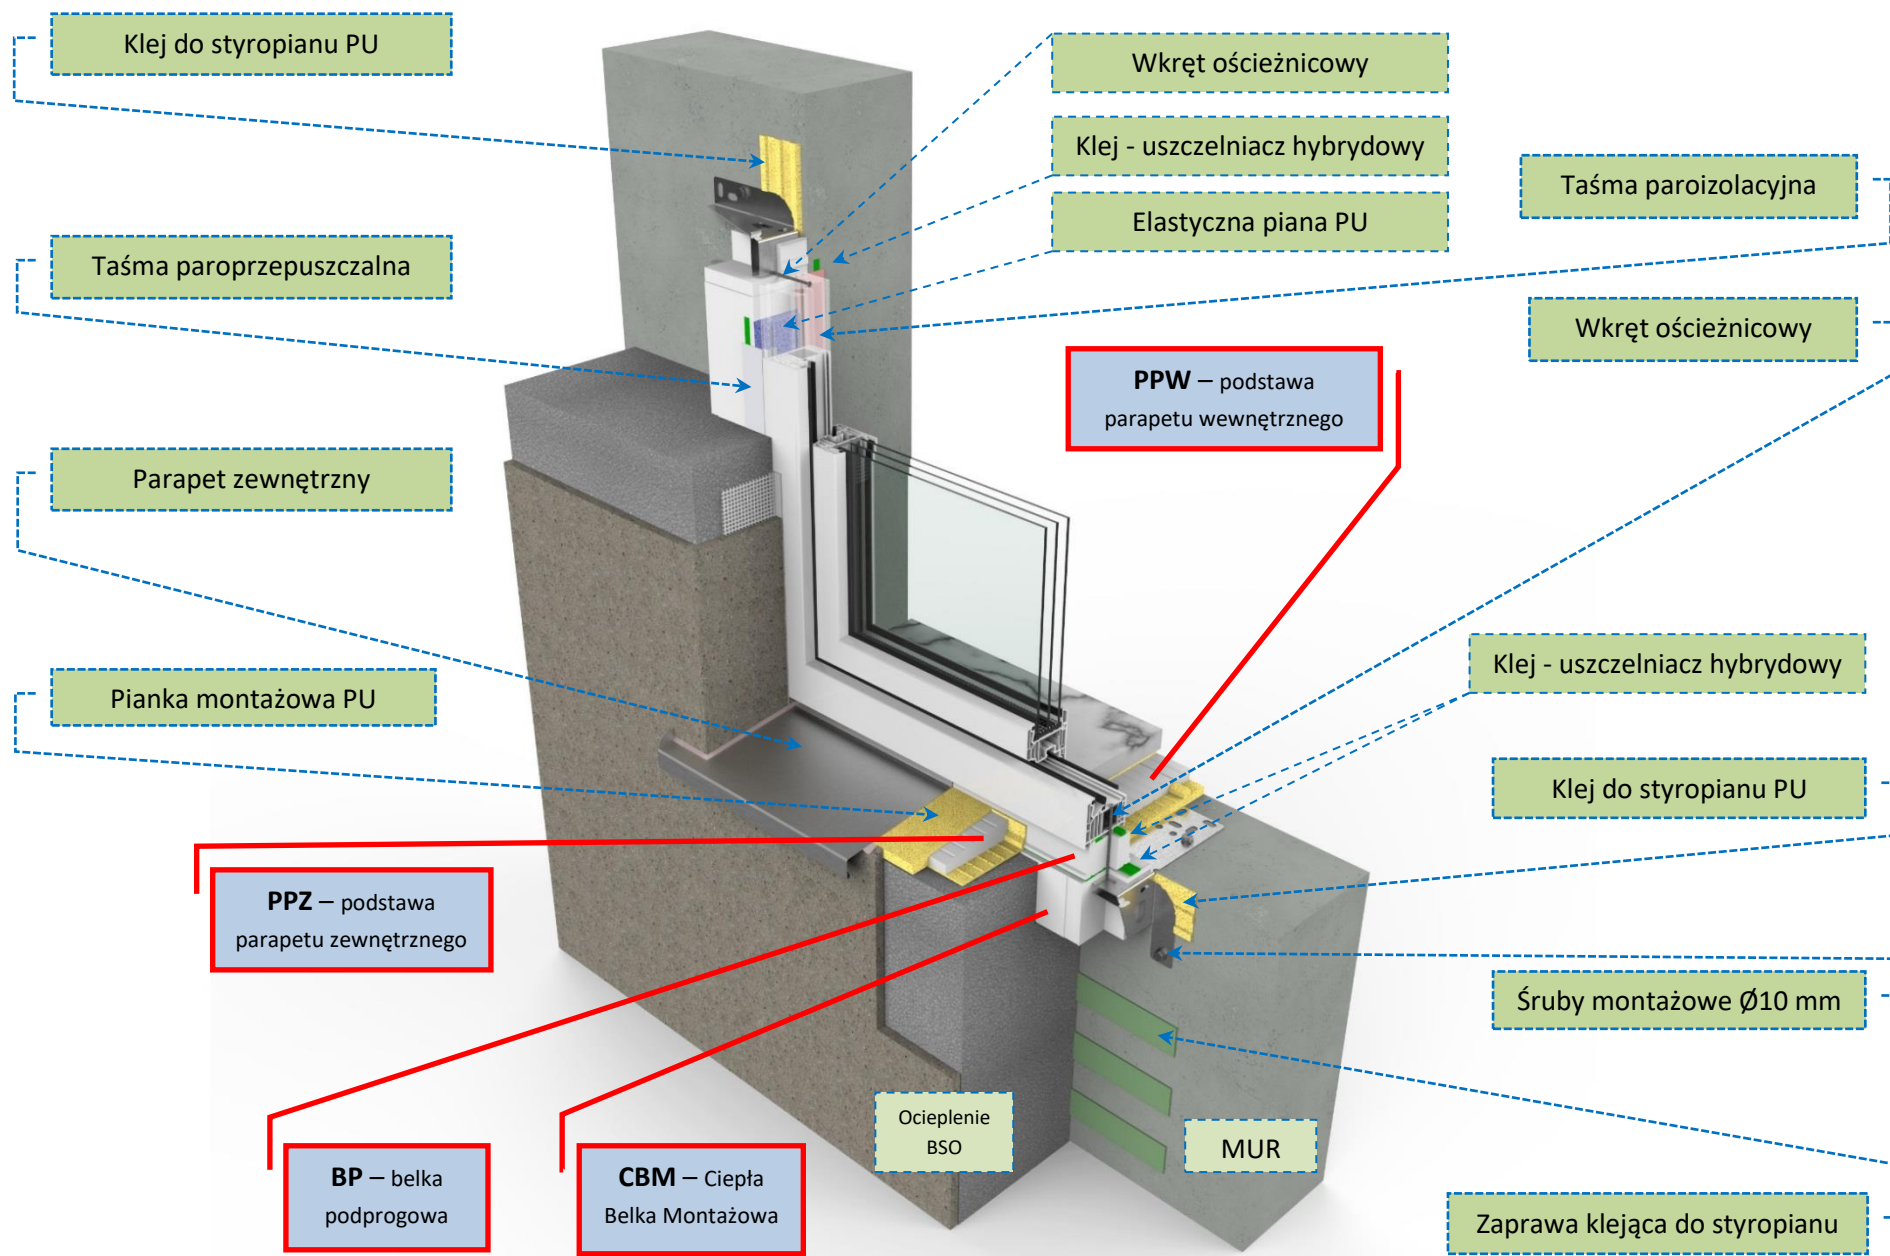 Klej do styropianu PU
Wkręt ościeżnicowy
Klej - uszczelniacz hybrydowy
Taśma paroizolacyjna
Elastyczna piana PU
Taśma paroprzepuszczalna
Wkręt ościeżnicowy
PPW – podstawa
parapetu wewnętrznego
Parapet zewnętrzny
Klej - uszczelniacz hybrydowy
Pianka montażowa PU
Klej do styropianu PU
PPZ – podstawa
parapetu zewnętrznego
Śruby montażowe Ø10 mm
Ocieplenie
BSO
MUR
BP – belka
podprogowa
CBM – Ciepła
Belka Montażowa
Zaprawa klejąca do styropianu